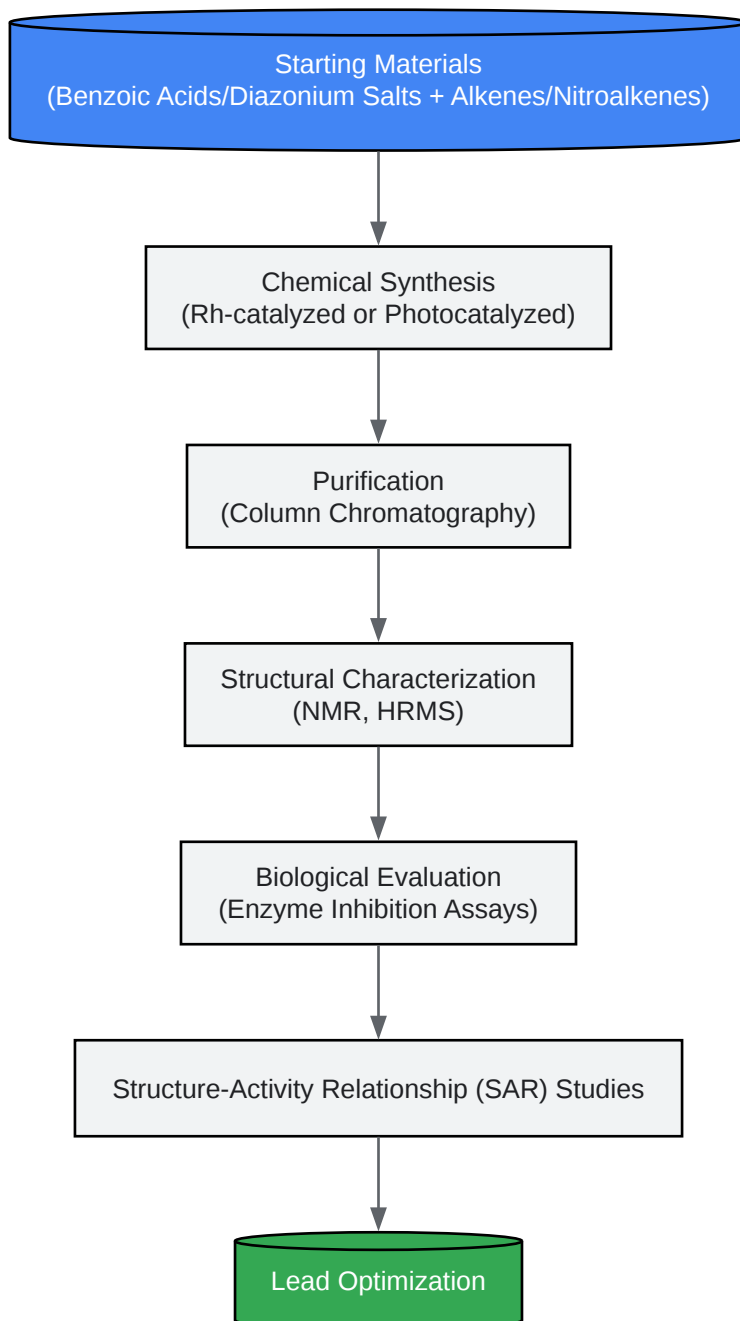 Starting Materials
(Benzoic Acids/Diazonium Salts + Alkenes/Nitroalkenes)
Chemical Synthesis
(Rh-catalyzed or Photocatalyzed)
Purification
(Column Chromatography)
Structural Characterization
(NMR, HRMS)
Biological Evaluation
(Enzyme Inhibition Assays)
Structure-Activity Relationship (SAR) Studies
Lead Optimization